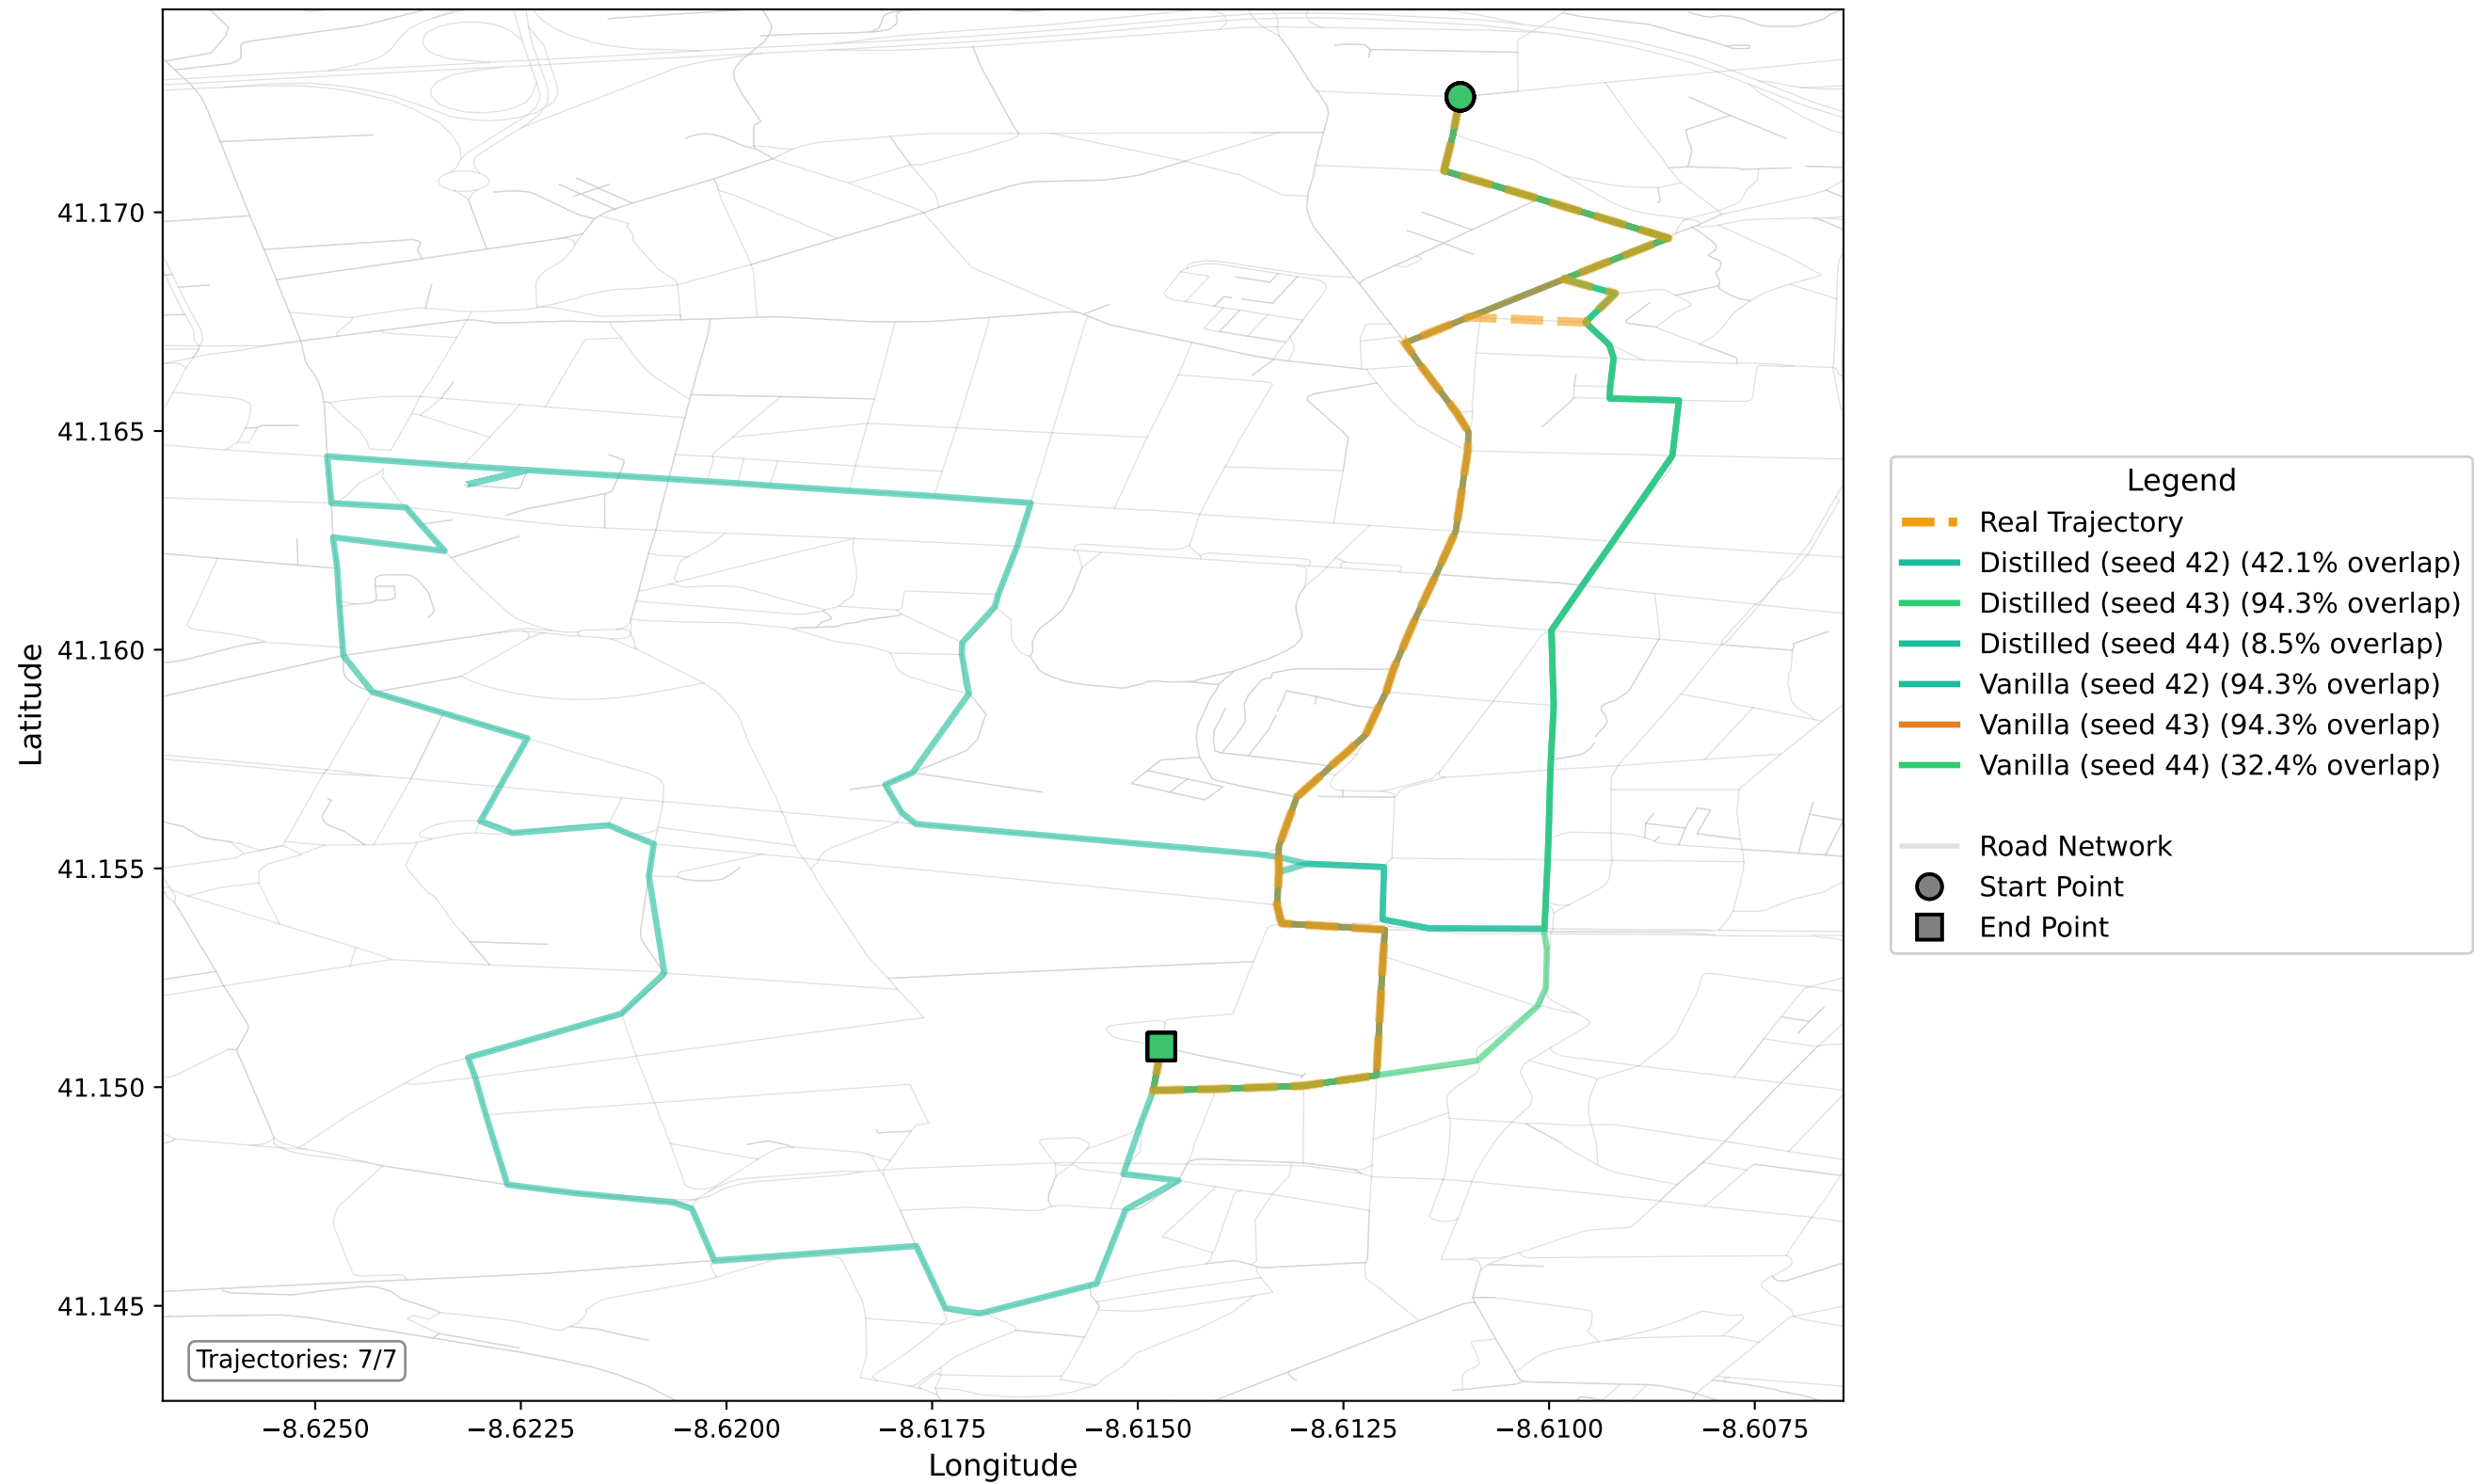 41.170
41.165
41.160
41.155
41.150
41.145
Latitude
−8.6250
−8.6225
−8.6200
−8.6175
−8.6150
−8.6125
−8.6100
−8.6075
Longitude
Trajectories: 7/7
Legend
Real Trajectory
Distilled (seed 42) (42.1% overlap)
Distilled (seed 43) (94.3% overlap)
Distilled (seed 44) (8.5% overlap)
Vanilla (seed 42) (94.3% overlap)
Vanilla (seed 43) (94.3% overlap)
Vanilla (seed 44) (32.4% overlap)
Road Network
Start Point
End Point